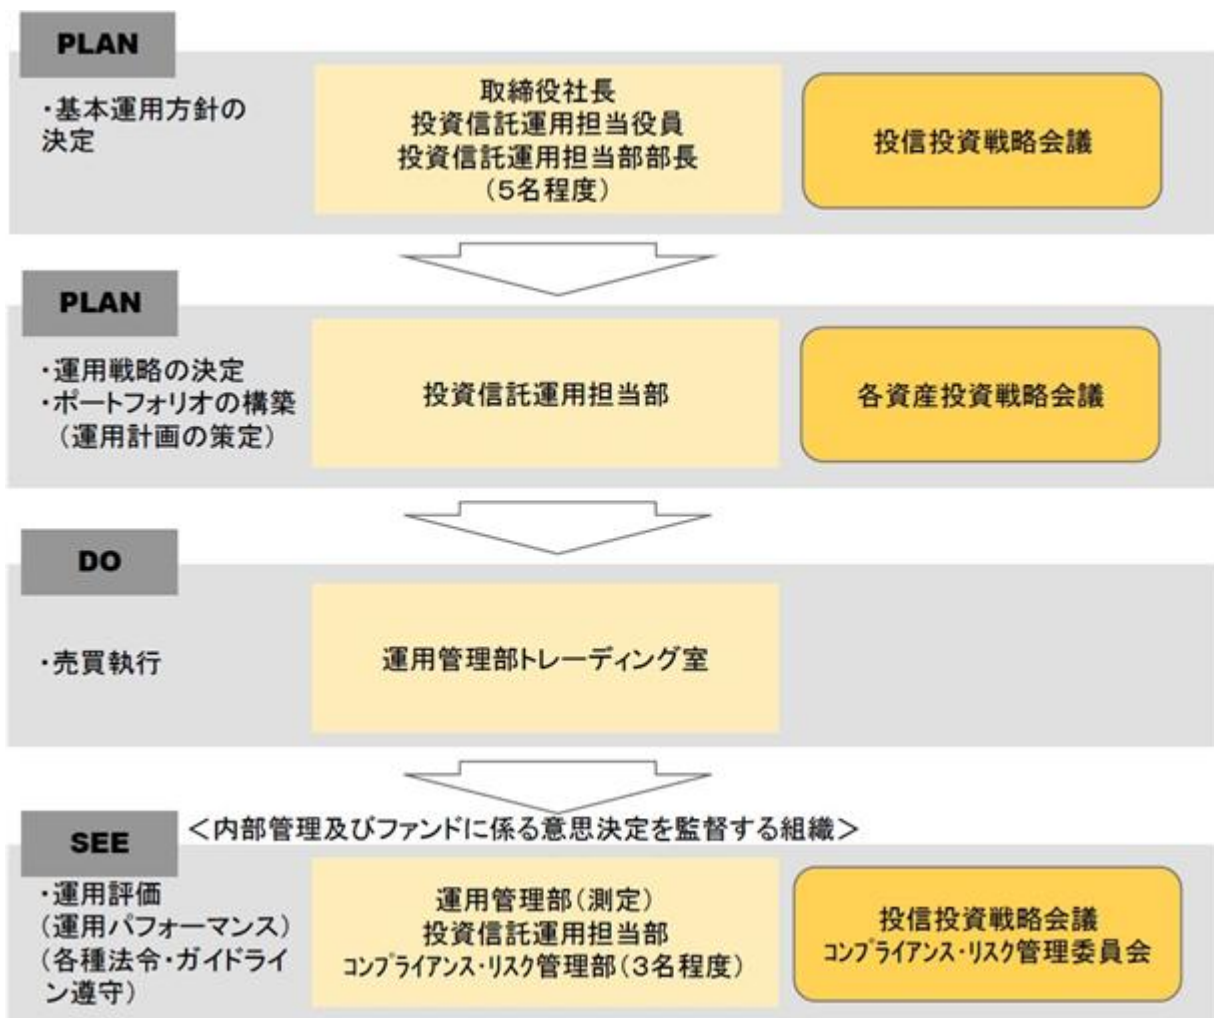 PLAN
・基本運用方針の
決定
取締役社長
投資信託運用担当役員
投資信託運用担当部部長
(5名程度)
投信投資戦略会議
PLAN
・運用戦略の決定
・ポートフォリオの構築
(運用計画の策定)
投資信託運用担当部
各資産投資戦略会議
DO
・売買執行
運用管理部トレーディング室
SEE
＜内部管理及びファンドに係る意思決定を監督する組織＞
・運用評価
(運用パフォーマンス)
(各種法令・ガイドライ
ン遵守)
運用管理部(測定)
投資信託運用担当部
ｺﾝﾌﾟﾗｲｱﾝｽ・ﾘｽｸ管理部(3名程度)
投信投資戦略会議
ｺﾝﾌﾟﾗｲｱﾝｽ・ﾘｽｸ管理委員会